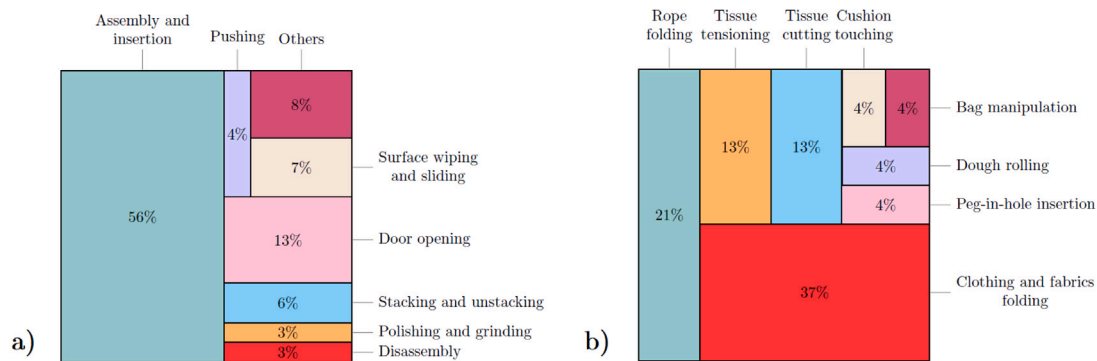 Assembly and
insertion
Pushing
Others
8%
4%
7%
Surface wiping
and sliding
56%
13%
Door opening
6%
Stacking and unstacking
3%
Polishing and grinding
3%
Disassembly
a)
Rope
folding
Tissue
tensioning
Tissue
cutting
Cushion
touching
4%
4%
Bag manipulation
13%
13%
4%
Dough rolling
4%
Peg-in-hole insertion
21%
37%
Clothing and fabrics
folding
b)